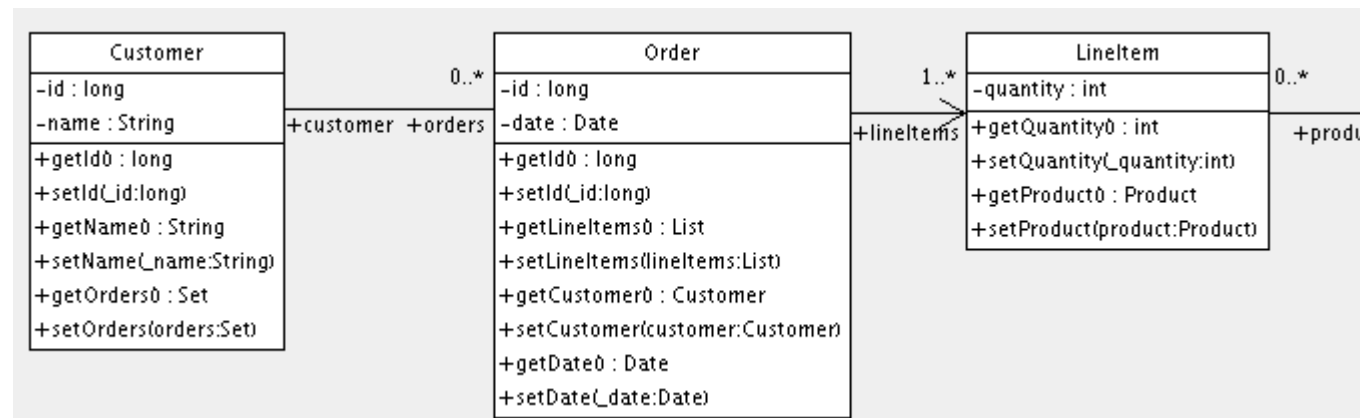 Customer
-id : long
-name : String
+getId() : long
+setId(_id:long)
+getName() : String
+setName(_name:String)
+getOrders() : Set
+setOrders(orders:Set)
+customer
0..*
+orders
Order
-id : long
-date : Date
+getId() : long
+setId(_id:long)
+getLineItems() : List
+setLineItems(lineItems:List)
+getCustomer() : Customer
+setCustomer(customer:Customer)
+getDate() : Date
+setDate(_date:Date)
1..*
+lineItems
LineItem
-quantity : int
+getQuantity() : int
+setQuantity(_quantity:int)
+getProduct() : Product
+setProduct(product:Product)
0..*